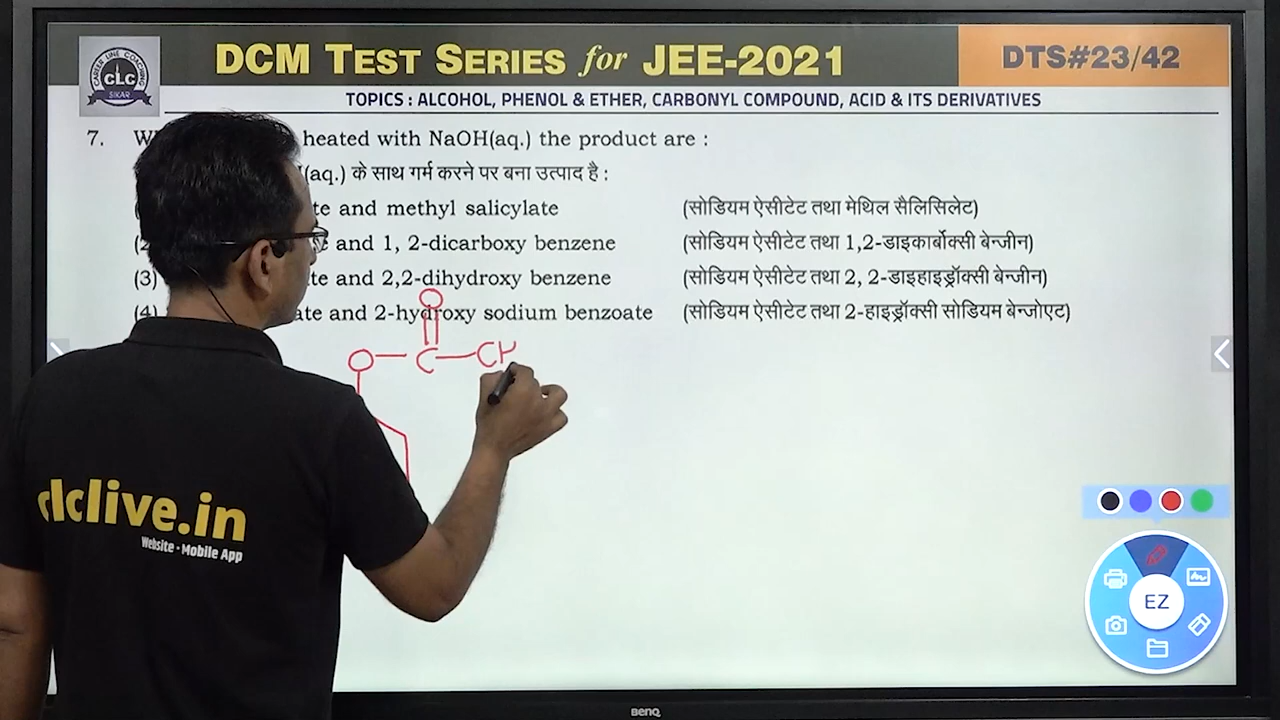 CAREER LINE COACHING
CLC
SIKAR
DCM TEST SERIES for JEE-2021
DTS#23/42
TOPICS : ALCOHOL, PHENOL & ETHER, CARBONYL COMPOUND, ACID & ITS DERIVATIVES
7. heated with NaOH(aq.) the product are :
(aq.) के साथ गर्म करने पर बना उत्पाद है :
te and methyl salicylate (सोडियम ऐसीटेट तथा मेथिल सैलिसिलेट)
and 1, 2-dicarboxy benzene (सोडियम ऐसीटेट तथा 1,2-डाइकार्बोक्सी बेन्जीन)
(3) te and 2,2-dihydroxy benzene (सोडियम ऐसीटेट तथा 2, 2-डाइहाइड्रॉक्सी बेन्जीन)
(4) ate and 2-hydroxy sodium benzoate (सोडियम ऐसीटेट तथा 2-हाइड्रॉक्सी सोडियम बेन्जोएट)
O
O — C — CH
clclive.in
Website - Mobile App
EZ
BenQ